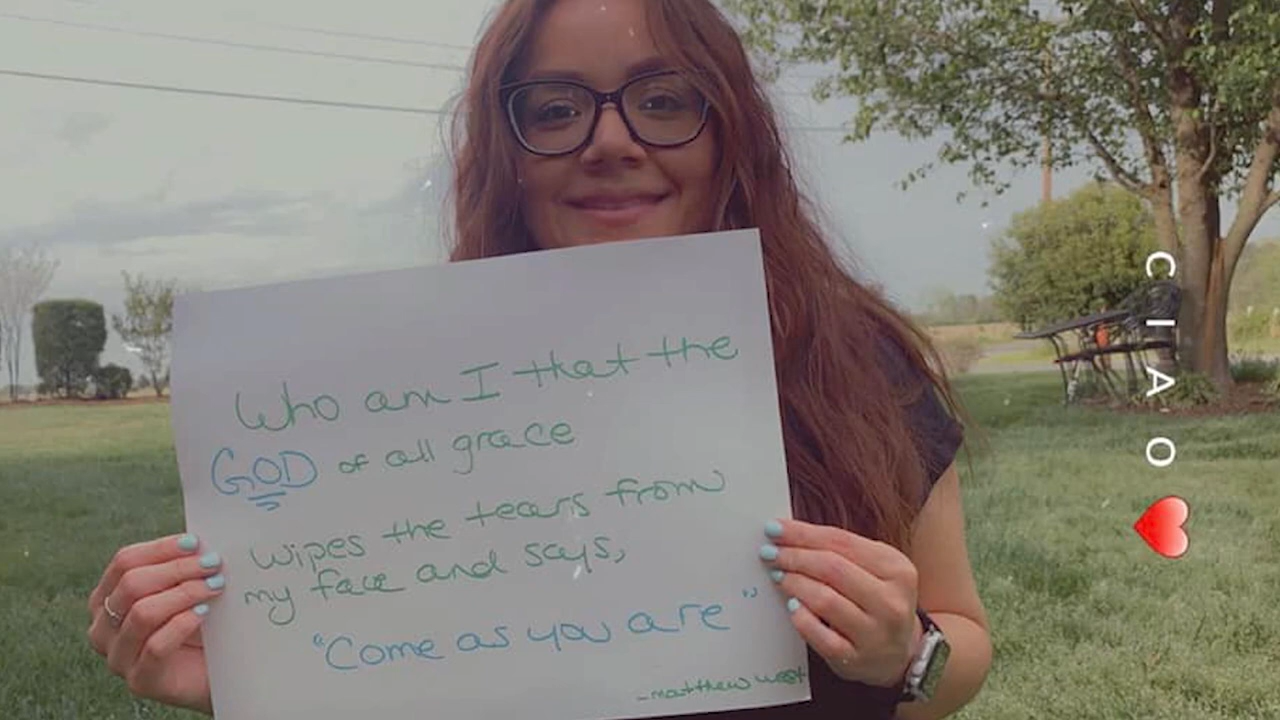 Who am I that the
GOD of all grace
wipes the tears from
my face and says,
"Come as you are"
-matthew west
CIAO